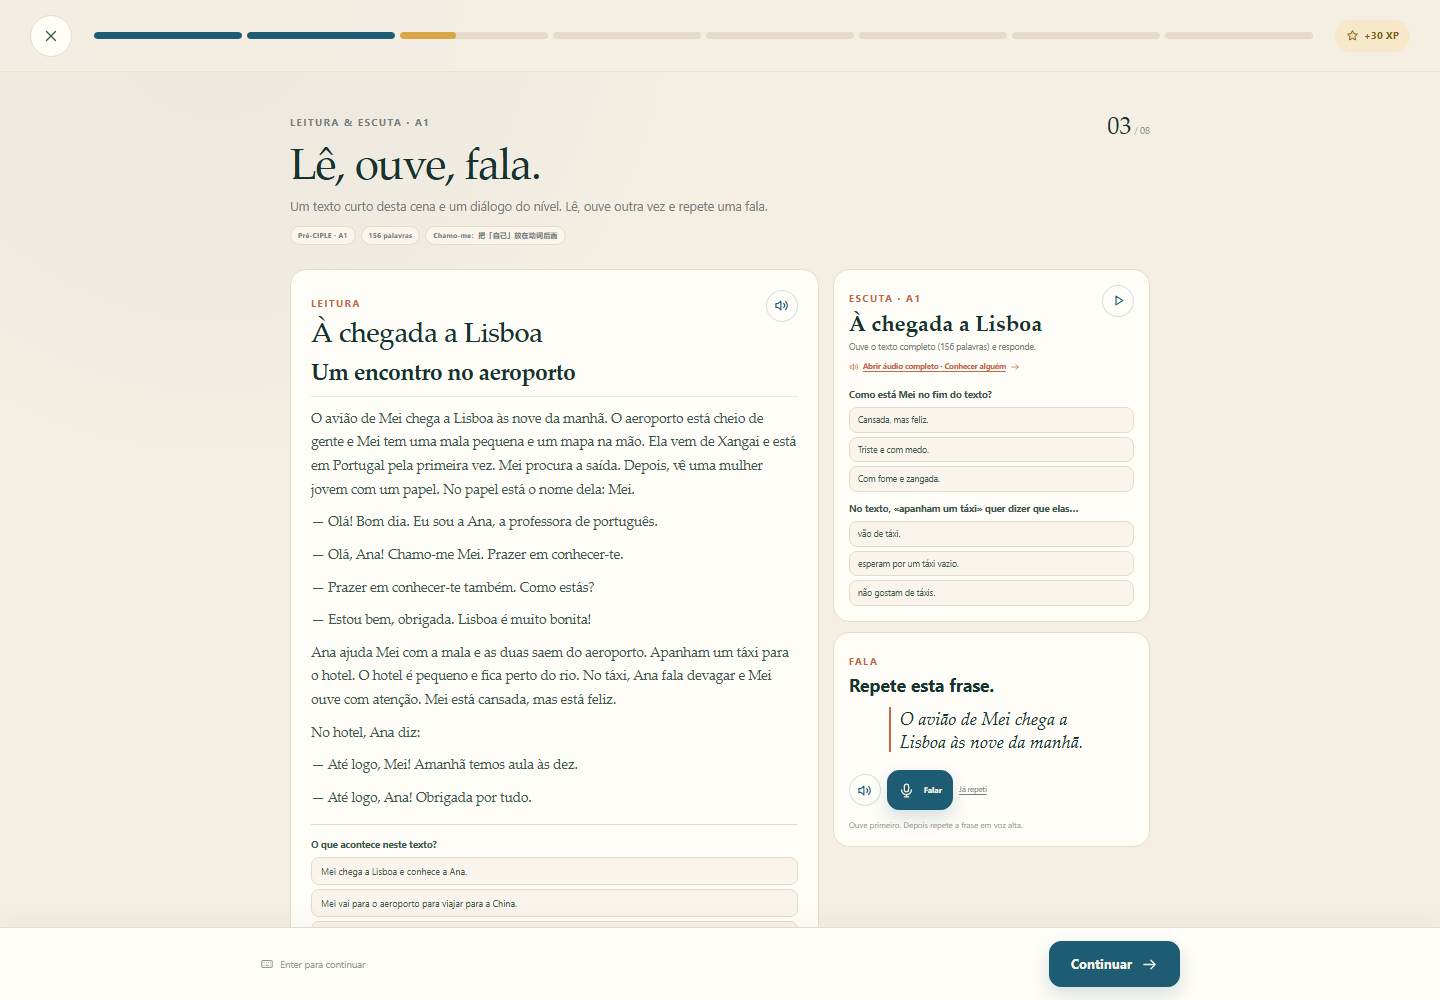 +30 XP
LEITURA & ESCUTA · A1
03 / 08
Lê, ouve, fala.
Um texto curto desta cena e um diálogo do nível. Lê, ouve outra vez e repete uma fala.
Pré-CIPLE · A1
156 palavras
Chamo-me：把「自己」放在动词后面
LEITURA
À chegada a Lisboa
Um encontro no aeroporto
O avião de Mei chega a Lisboa às nove da manhã. O aeroporto está cheio de
gente e Mei tem uma mala pequena e um mapa na mão. Ela vem de Xangai e está
em Portugal pela primeira vez. Mei procura a saída. Depois, vê uma mulher
jovem com um papel. No papel está o nome dela: Mei.
— Olá! Bom dia. Eu sou a Ana, a professora de português.
— Olá, Ana! Chamo-me Mei. Prazer em conhecer-te.
— Prazer em conhecer-te também. Como estás?
— Estou bem, obrigada. Lisboa é muito bonita!
Ana ajuda Mei com a mala e as duas saem do aeroporto. Apanham um táxi para
o hotel. O hotel é pequeno e fica perto do rio. No táxi, Ana fala devagar e Mei
ouve com atenção. Mei está cansada, mas está feliz.
No hotel, Ana diz:
— Até logo, Mei! Amanhã temos aula às dez.
— Até logo, Ana! Obrigada por tudo.
O que acontece neste texto?
Mei chega a Lisboa e conhece a Ana.
Mei vai para o aeroporto para viajar para a China.
ESCUTA · A1
À chegada a Lisboa
Ouve o texto completo (156 palavras) e responde.
Abrir áudio completo · Conhecer alguém →
Como está Mei no fim do texto?
Cansada, mas feliz.
Triste e com medo.
Com fome e zangada.
No texto, «apanham um táxi» quer dizer que elas…
vão de táxi.
esperam por um táxi vazio.
não gostam de táxis.
FALA
Repete esta frase.
O avião de Mei chega a
Lisboa às nove da manhã.
Falar
Já repeti
Ouve primeiro. Depois repete a frase em voz alta.
Enter para continuar
Continuar →